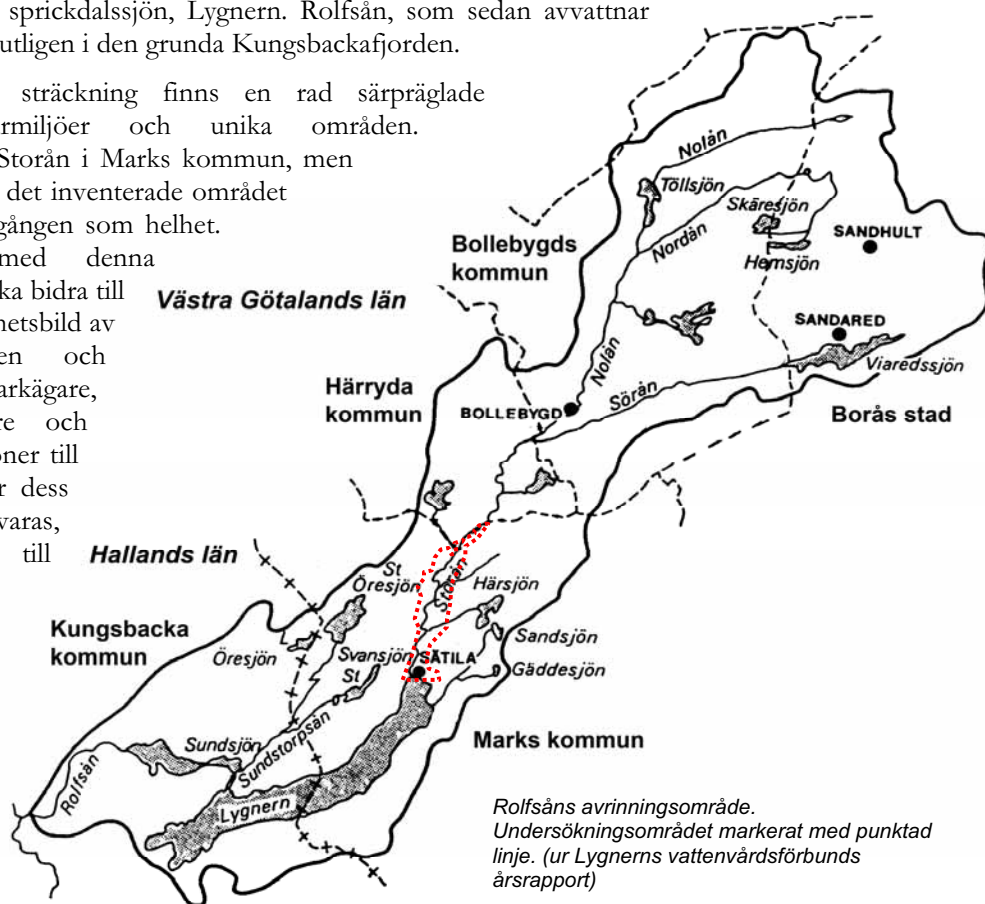 sprickdalssjön, Lygnern. Rolfsån, som sedan avvattnar
utligen i den grunda Kungsbackafjorden.
sträckning finns en rad särpräglade
rmiljöer och unika områden.
Storån i Marks kommun, men
det inventerade området
gången som helhet.
med denna
ka bidra till
hetsbild av
en och
arkägare,
re och
oner till
r dess
varas,
till
Nolån
Töllsjön
Skäresjön
Nordån
SANDHULT
Hemsjön
Bollebygds
kommun
Västra Götalands län
SANDARED
Viaredssjön
Nolån
Härryda
kommun
Sörån
BOLLEBYGD
Borås stad
Hallands län
St
Öresjön
Storån
Härsjön
Kungsbacka
kommun
Öresjön
Svansjön
St
SÄTILA
Sandsjön
Gäddesjön
Marks kommun
Sundsjön
Sundstorpsån
Rolfsån
Lygnern
Rolfsåns avrinningsområde.
Undersökningsområdet markerat med punktad
linje. (ur Lygnerns vattenvårdsförbunds
årsrapport)